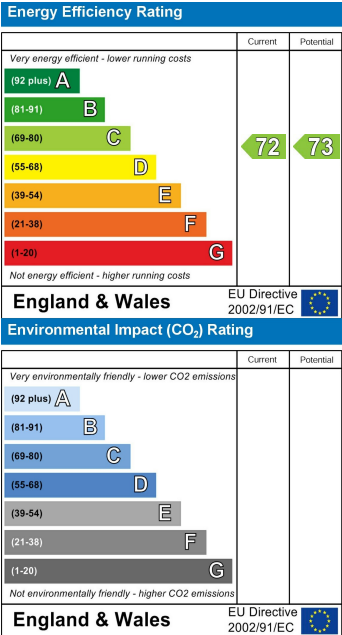 Energy Efficiency Rating
Current Potential
Very energy efficient - lower running costs
(92 plus) A
(81-91) B
(69-80) C 72 73
(55-68) D
(39-54) E
(21-38) F
(1-20) G
Not energy efficient - higher running costs
England & Wales
EU Directive
2002/91/EC
Environmental Impact (CO₂) Rating
Current Potential
Very environmentally friendly - lower CO2 emissions
(92 plus) A
(81-91) B
(69-80) C
(55-68) D
(39-54) E
(21-38) F
(1-20) G
Not environmentally friendly - higher CO2 emissions
England & Wales
EU Directive
2002/91/EC